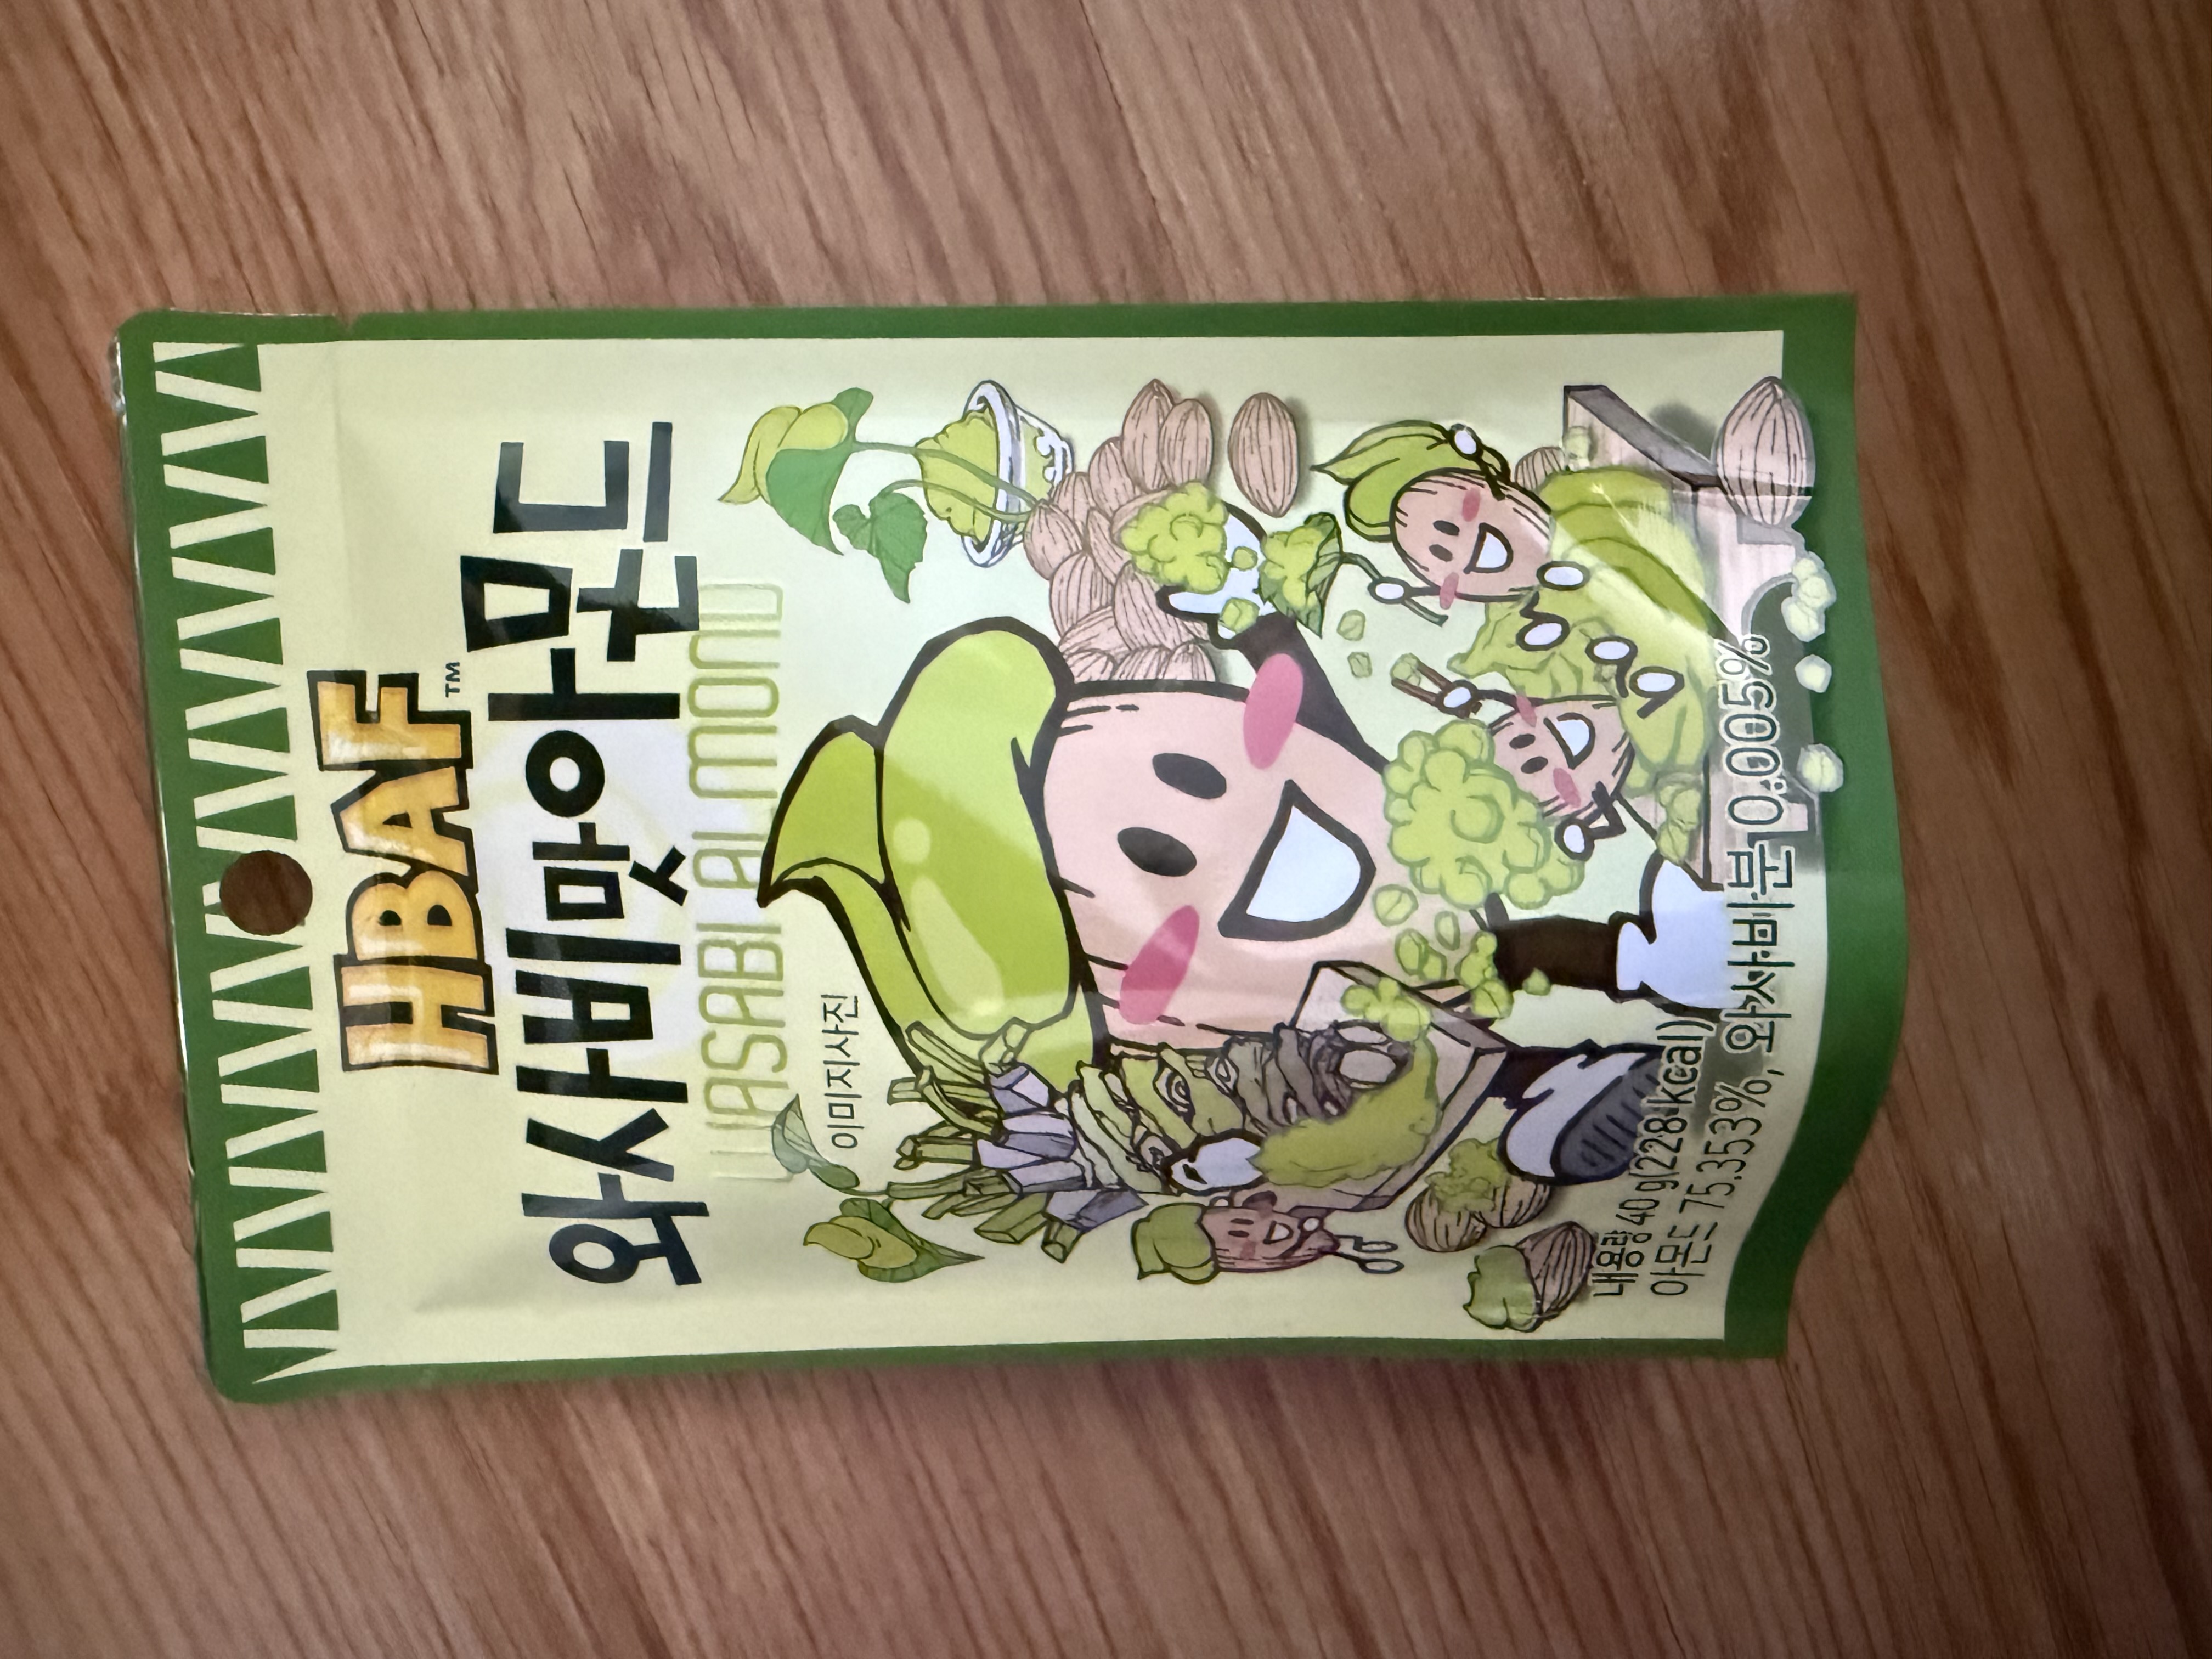 HBAF™
와사비맛아몬드
WASABI ALMOND
이미지사진
내용량 40 g(228 kcal)
아몬드 75.353%, 와사비분 0.005%